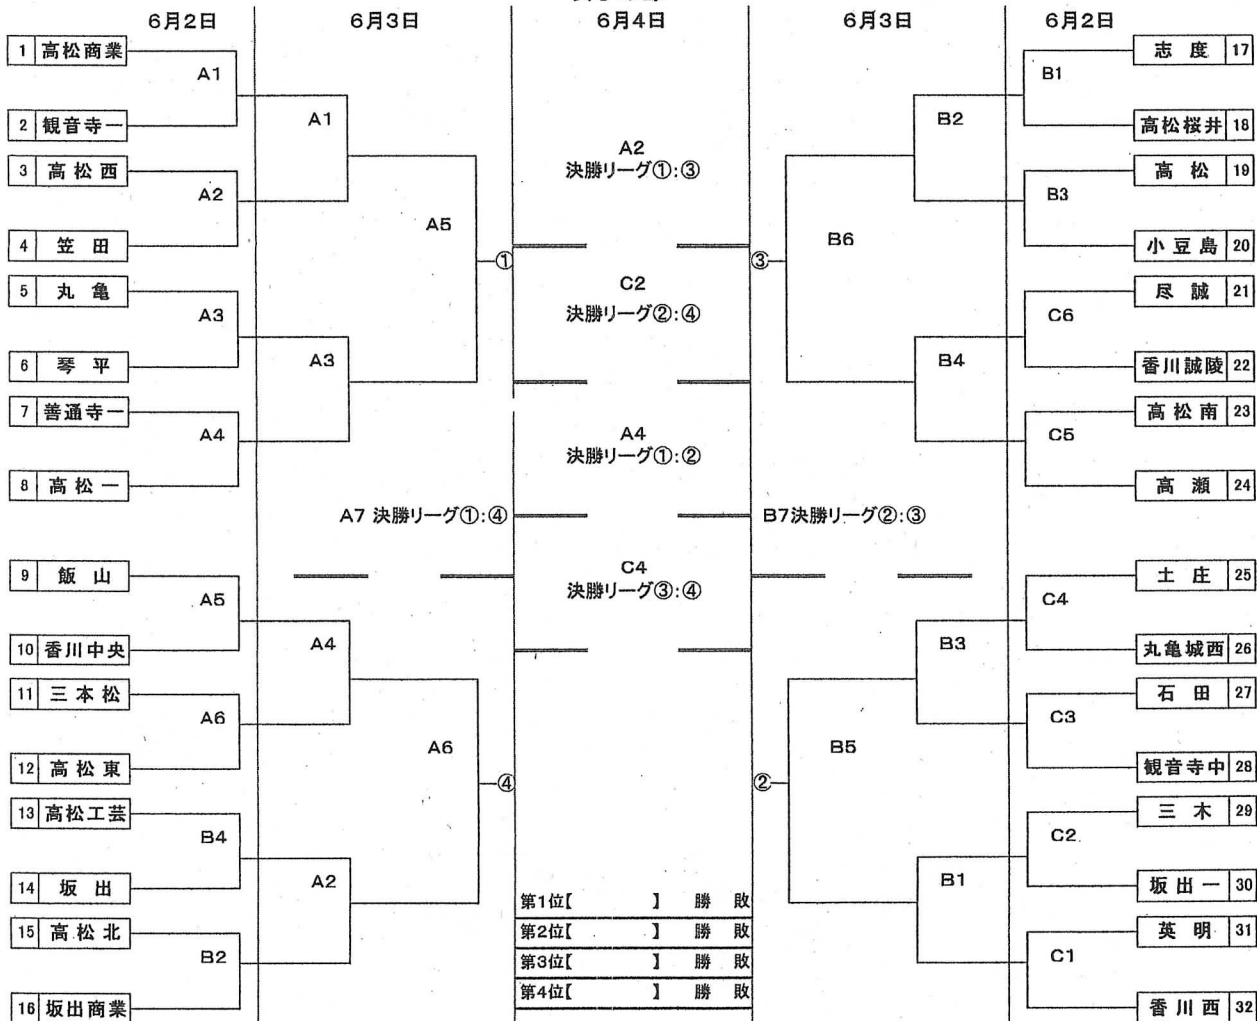 6月2日 6月3日 6月4日 6月3日 6月2日
1 高松商業
A1
2 観音寺一
A1
3 高松西
A2
4 笠田
A5
①
5 丸亀
A3
6 琴平
A3
7 善通寺一
A4
8 高松一
A7 決勝リーグ①:④
9 飯山
A5
10 香川中央
A4
11 三本松
A6
12 高松東
A6
④
13 高松工芸
B4
14 坂出
A2
15 高松北
B2
16 坂出商業
A2
決勝リーグ①:③
C2
決勝リーグ②:④
A4
決勝リーグ①:②
C4
決勝リーグ③:④
第1位【 】 勝 敗
第2位【 】 勝 敗
第3位【 】 勝 敗
第4位【 】 勝 敗
志度 17
B1
高松桜井 18
B2
高松 19
B3
小豆島 20
B6
③
尽誠 21
C6
香川誠陵 22
B4
高松南 23
C5
高瀬 24
B7決勝リーグ②:③
土庄 25
C4
丸亀城西 26
B3
石田 27
C3
観音寺中 28
B5
②
三木 29
C2
坂出一 30
B1
英明 31
C1
香川西 32